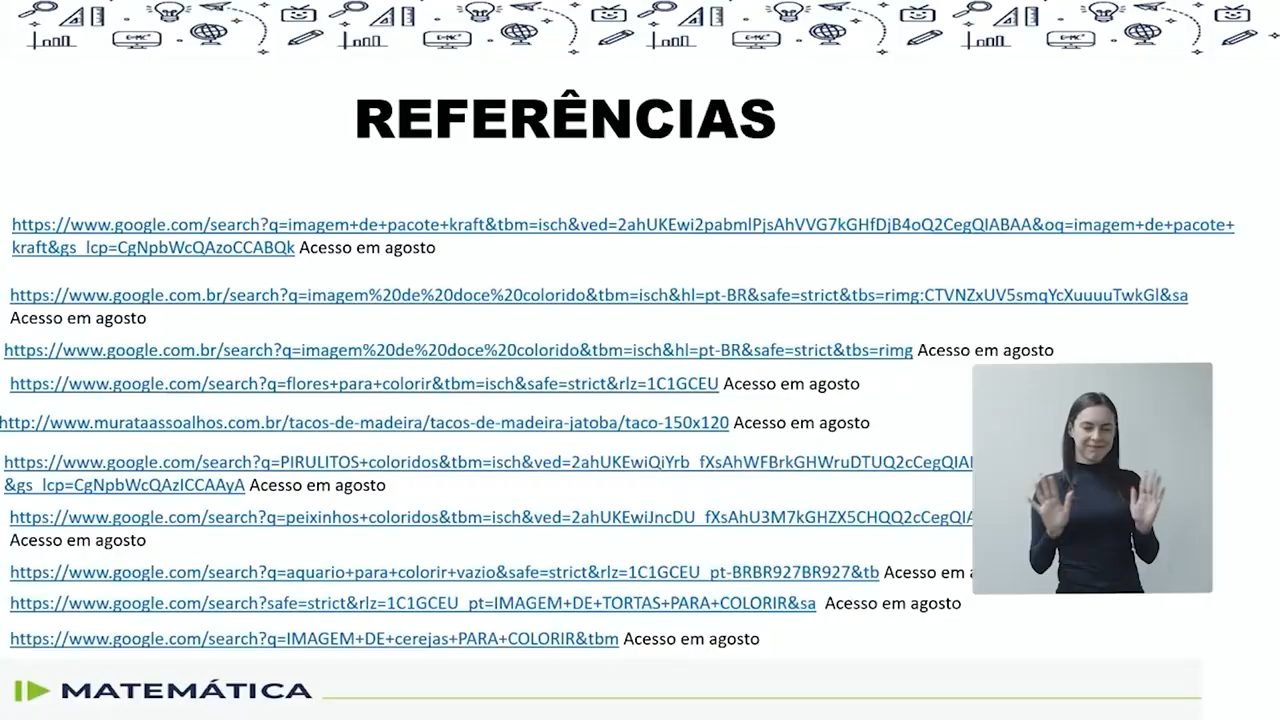 REFERÊNCIAS
https://www.google.com/search?q=imagem+de+pacote+kraft&tbm=isch&ved=2ahUKEwi2pabmlPjsAhVVG7kGHfDjB4oQ2CegQIABAA&oq=imagem+de+pacote+
kraft&gs_lcp=CgNpbWcQAzoCCABQk Acesso em agosto
https://www.google.com.br/search?q=imagem%20de%20doce%20colorido&tbm=isch&hl=pt-BR&safe=strict&tbs=rimg:CTVNZxUV5smqYcXuuuuTwkGl&sa
Acesso em agosto
https://www.google.com.br/search?q=imagem%20de%20doce%20colorido&tbm=isch&hl=pt-BR&safe=strict&tbs=rimg Acesso em agosto
https://www.google.com/search?q=flores+para+colorir&tbm=isch&safe=strict&rlz=1C1GCEU Acesso em agosto
http://www.murataassoalhos.com.br/tacos-de-madeira/tacos-de-madeira-jatoba/taco-150x120 Acesso em agosto
https://www.google.com/search?q=PIRULITOS+coloridos&tbm=isch&ved=2ahUKEwiQiYrb_fXsAhWFBrkGHWruDTUQ2cCegQIAI
&gs_lcp=CgNpbWcQAzICCAAyA Acesso em agosto
https://www.google.com/search?q=peixinhos+coloridos&tbm=isch&ved=2ahUKEwiJncDU_fXsAhU3M7kGHZX5CHQQ2cCegQIA
Acesso em agosto
https://www.google.com/search?q=aquario+para+colorir+vazio&safe=strict&rlz=1C1GCEU_pt-BRBR927BR927&tb Acesso em a
https://www.google.com/search?safe=strict&rlz=1C1GCEU_pt=IMAGEM+DE+TORTAS+PARA+COLORIR&sa Acesso em agosto
https://www.google.com/search?q=IMAGEM+DE+cerejas+PARA+COLORIR&tbm Acesso em agosto
MATEMÁTICA